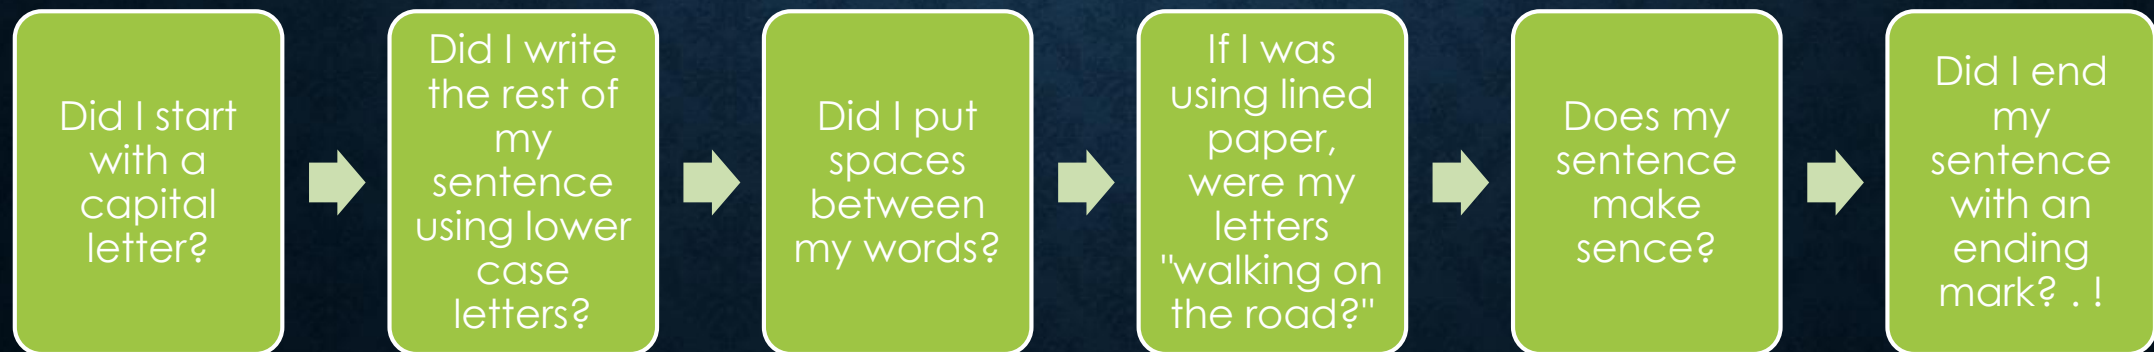 Did I start
with a
capital
letter?
Did I write
the rest of
my
sentence
using lower
case
letters?
Did I put
spaces
between
my words?
If I was
using lined
paper,
were my
letters
"walking on
the road?"
Does my
sentence
make
sence?
Did I end
my
sentence
with an
ending
mark? . !